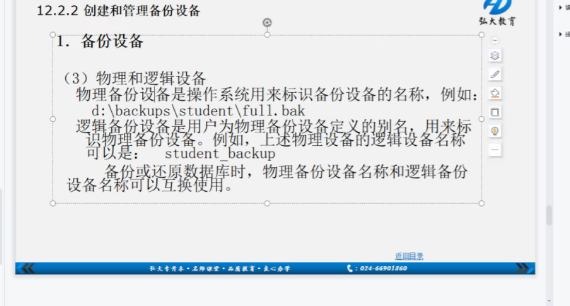 12.2.2 创建和管理备份设备
弘大教育
1. 备份设备
（3）物理和逻辑设备
物理备份设备是操作系统用来标识备份设备的名称，例如：
d:\backups\student\full.bak
逻辑备份设备是用户为物理备份设备定义的别名，用来标
识物理备份设备。例如，上述物理设备的逻辑设备名称
可以是： student_backup
备份或还原数据库时，物理备份设备名称和逻辑备份
设备名称可以互换使用。
返回目录
弘大专升本·名师课堂·品质教育·良心办学
：024-66901860